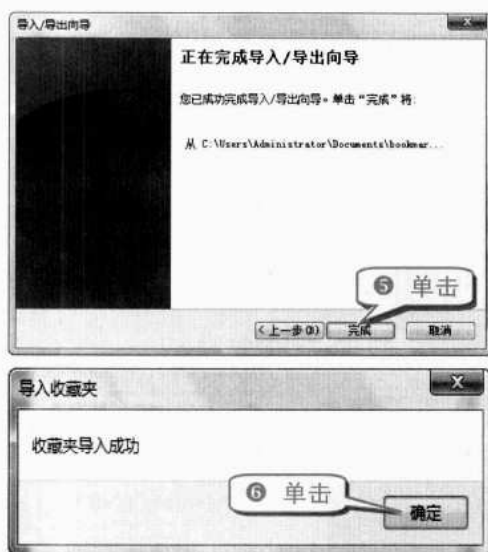 导入/导出向导
正在完成导入/导出向导
您已成功完成导入/导出向导。单击“完成”将:
从 C:\Users\Administrator\Documents\bookmar...
❺ 单击
<上一步(B) 完成 取消
导入收藏夹
收藏夹导入成功
❻ 单击
确定